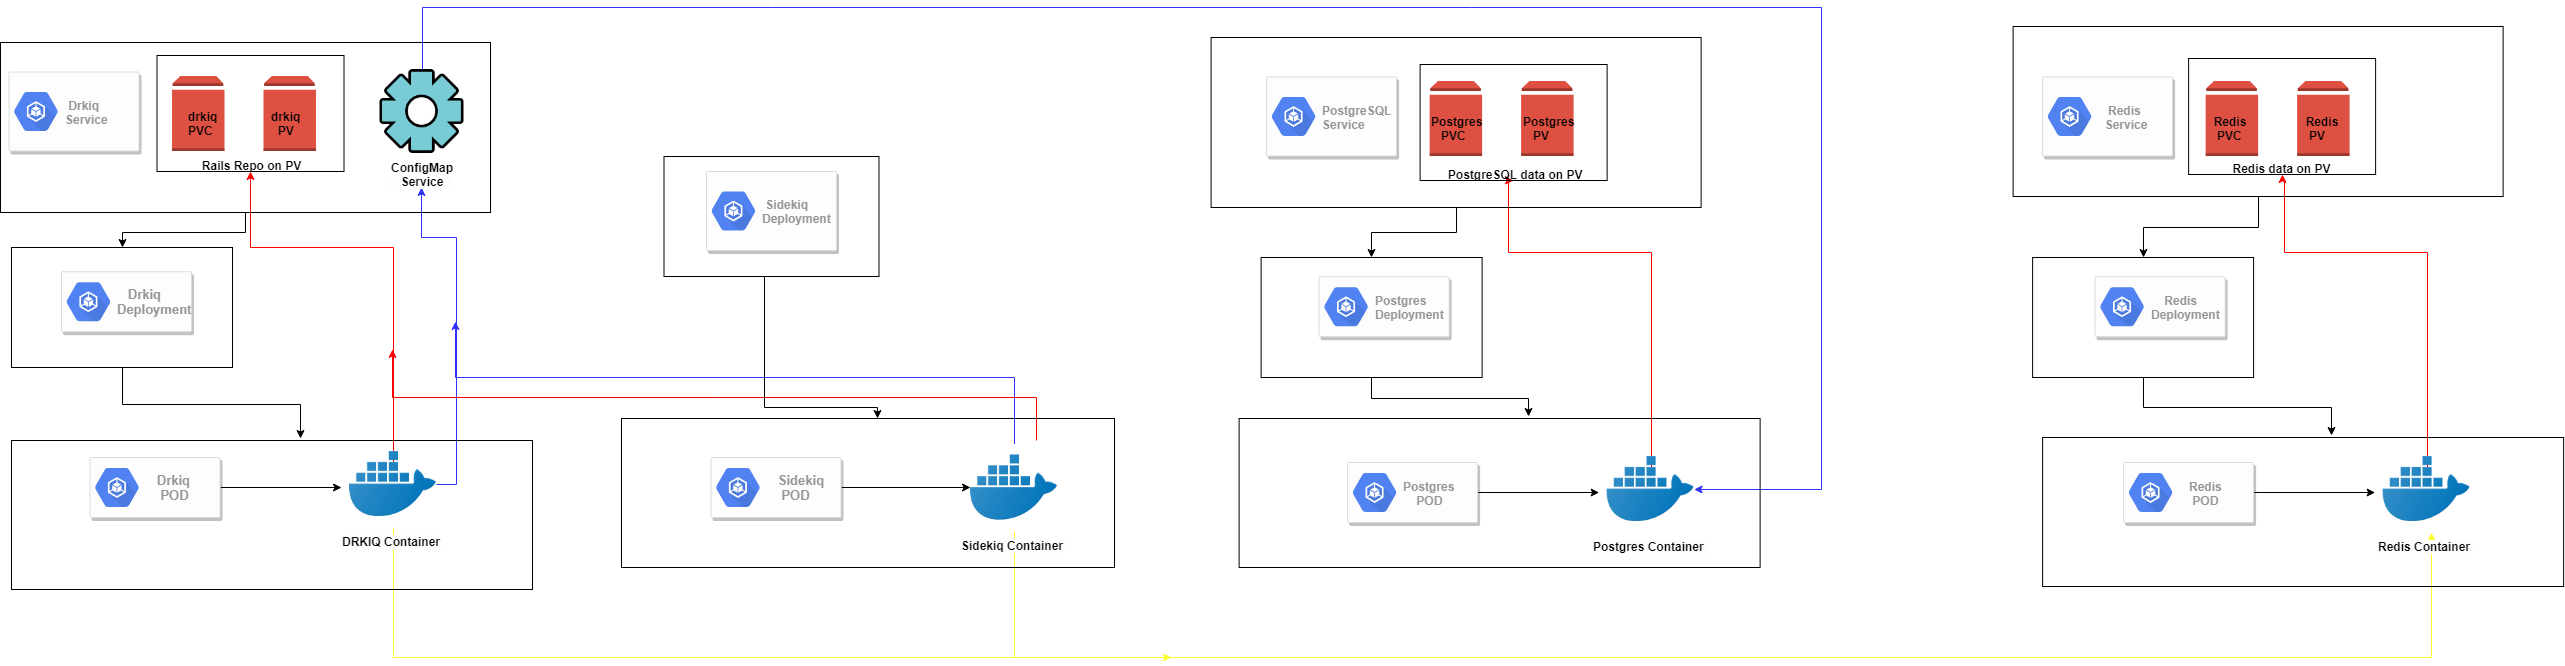 Drkiq
Service
drkiq
PVC
drkiq
PV
Rails Repo on PV
ConfigMap
Service
Drkiq
Deployment
Drkiq
POD
DRKIQ Container
Sidekiq
Deployment
Sidekiq
POD
Sidekiq Container
PostgreSQL
Service
Postgres
PVC
Postgres
PV
PostgreSQL data on PV
Postgres
Deployment
Postgres
POD
Postgres Container
Redis
Service
Redis
PVC
Redis
PV
Redis data on PV
Redis
Deployment
Redis
POD
Redis Container